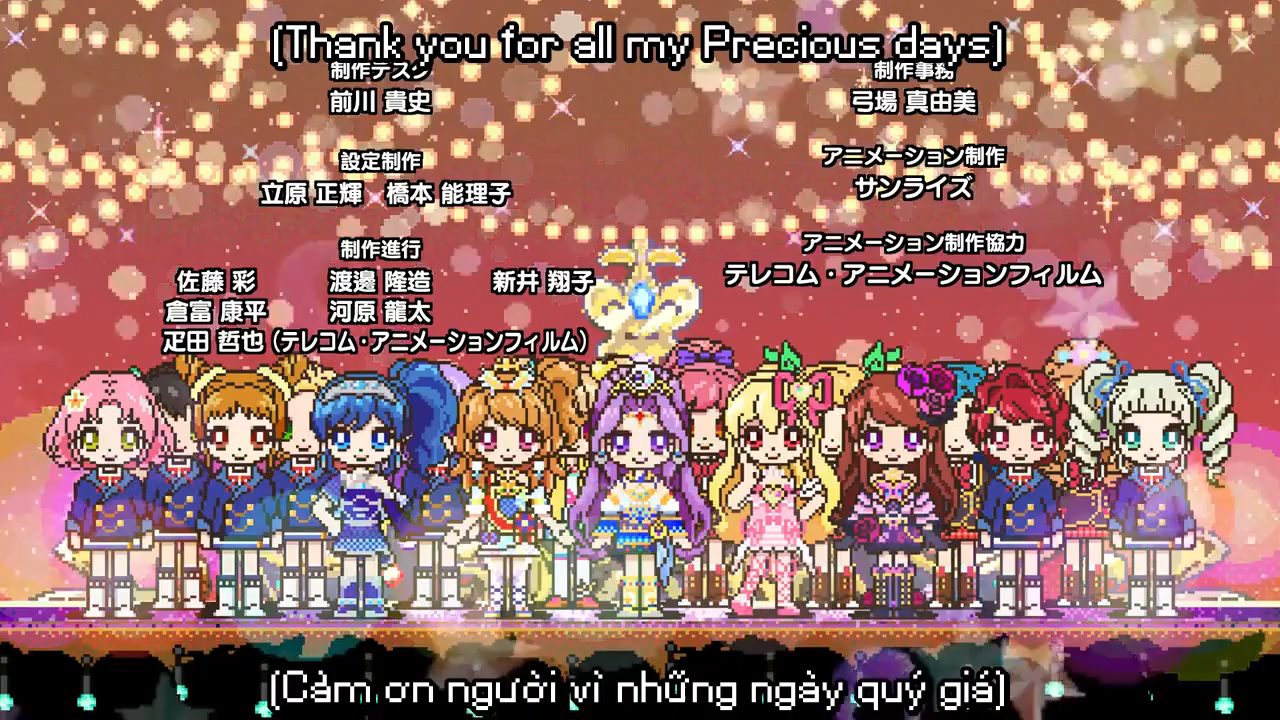 (Thank you for all my Precious days)
制作デスク
前川 貴史
設定制作
立原 正輝 橋本 能理子
制作進行
佐藤 彩 渡邊 隆造 新井 翔子
倉富 康平 河原 龍太
疋田 哲也 (テレコム・アニメーションフィルム)
制作事務
弓場 真由美
アニメーション制作
サンライズ
アニメーション制作協力
テレコム・アニメーションフィルム
(Cảm ơn người vì những ngày quý giá)